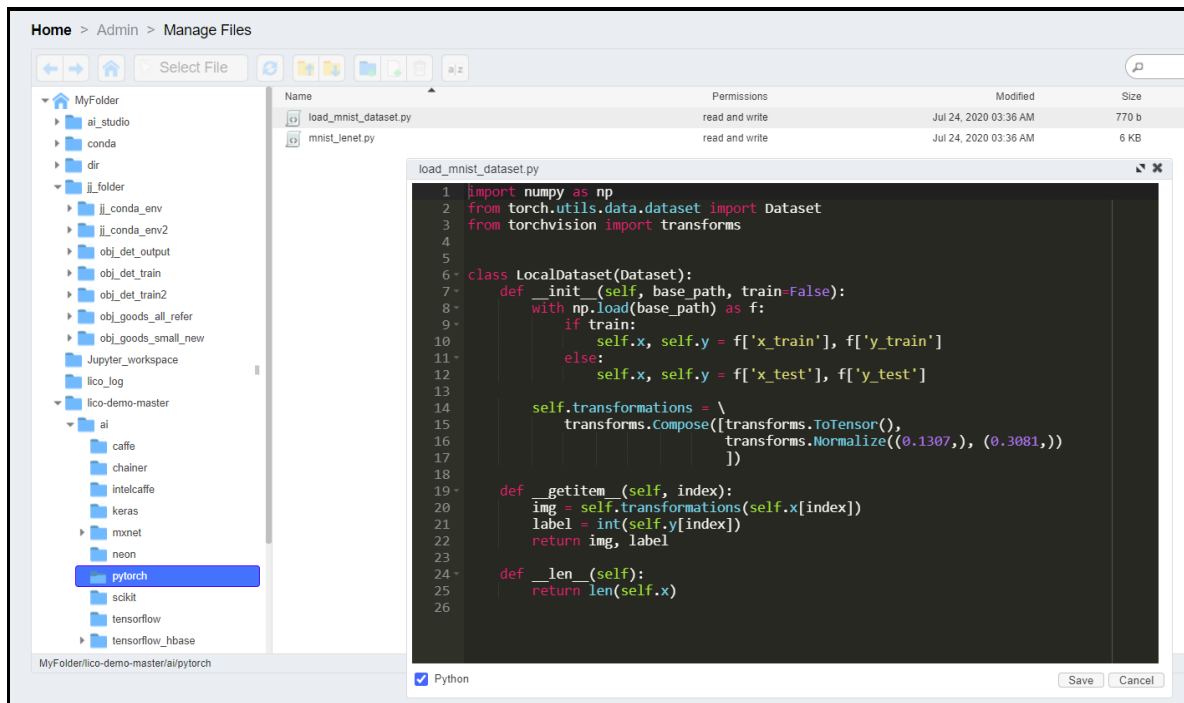 Home > Admin > Manage Files
Select File
a|z
MyFolder
ai_studio
conda
dir
jj_folder
jj_conda_env
jj_conda_env2
obj_det_output
obj_det_train
obj_det_train2
obj_goods_all_refer
obj_goods_small_new
Jupyter_workspace
lico_log
lico-demo-master
ai
caffe
chainer
intelcaffe
keras
mxnet
neon
pytorch
scikit
tensorflow
tensorflow_hbase
MyFolder/lico-demo-master/ai/pytorch
Name Permissions Modified Size
load_mnist_dataset.py read and write Jul 24, 2020 03:36 AM 770 b
mnist_lenet.py read and write Jul 24, 2020 03:36 AM 6 KB
load_mnist_dataset.py
1 import numpy as np
2 from torch.utils.data.dataset import Dataset
3 from torchvision import transforms
4
5
6 class LocalDataset(Dataset):
7     def __init__(self, base_path, train=False):
8         with np.load(base_path) as f:
9             if train:
10                 self.x, self.y = f['x_train'], f['y_train']
11             else:
12                 self.x, self.y = f['x_test'], f['y_test']
13
14         self.transformations = \
15             transforms.Compose([transforms.ToTensor(),
16                                 transforms.Normalize((0.1307,), (0.3081,))
17                                 ])
18
19     def __getitem__(self, index):
20         img = self.transformations(self.x[index])
21         label = int(self.y[index])
22         return img, label
23
24     def __len__(self):
25         return len(self.x)
26
Python
Save Cancel